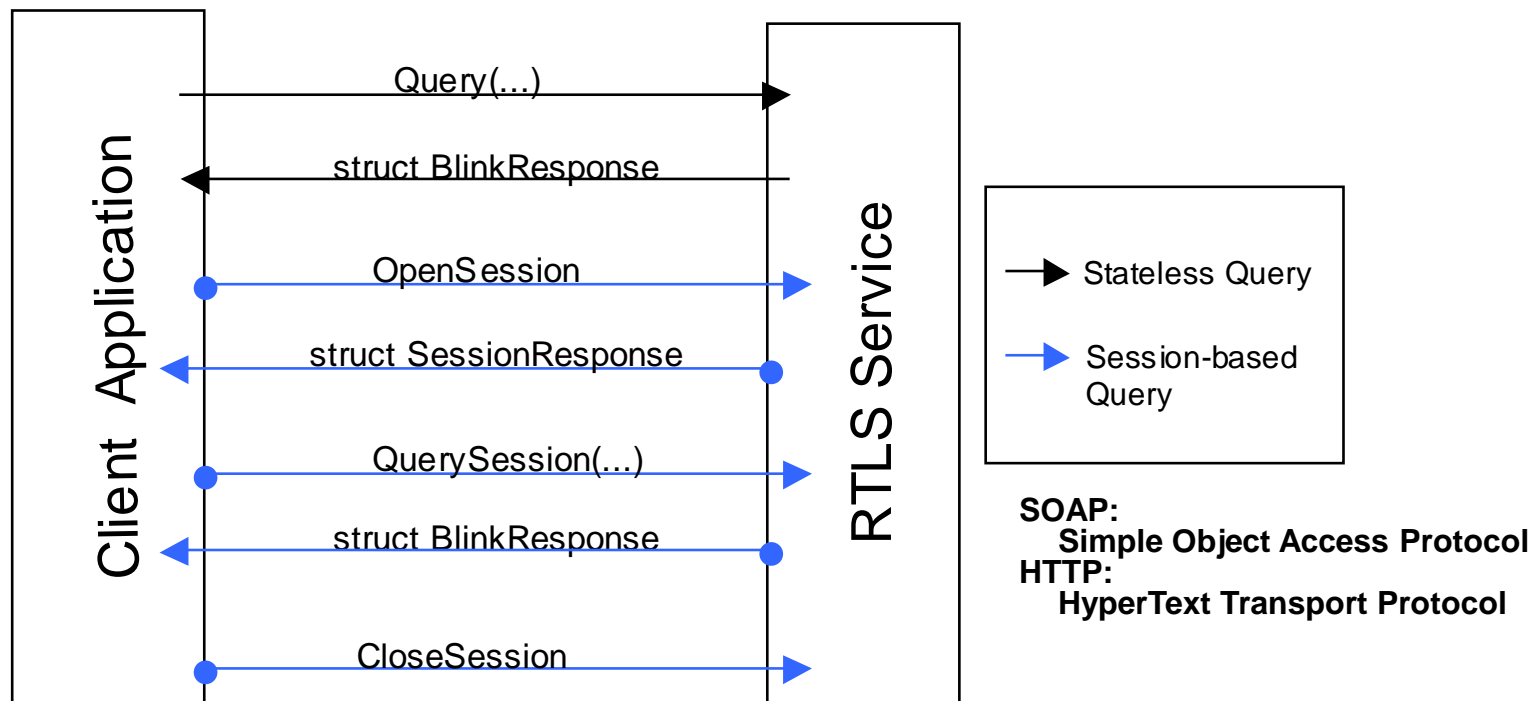 Client Application
Query(...)
struct BlinkResponse
OpenSession
struct SessionResponse
QuerySession(...)
struct BlinkResponse
CloseSession
RTLS Service
Stateless Query
Session-based
Query
SOAP:
Simple Object Access Protocol
HTTP:
HyperText Transport Protocol